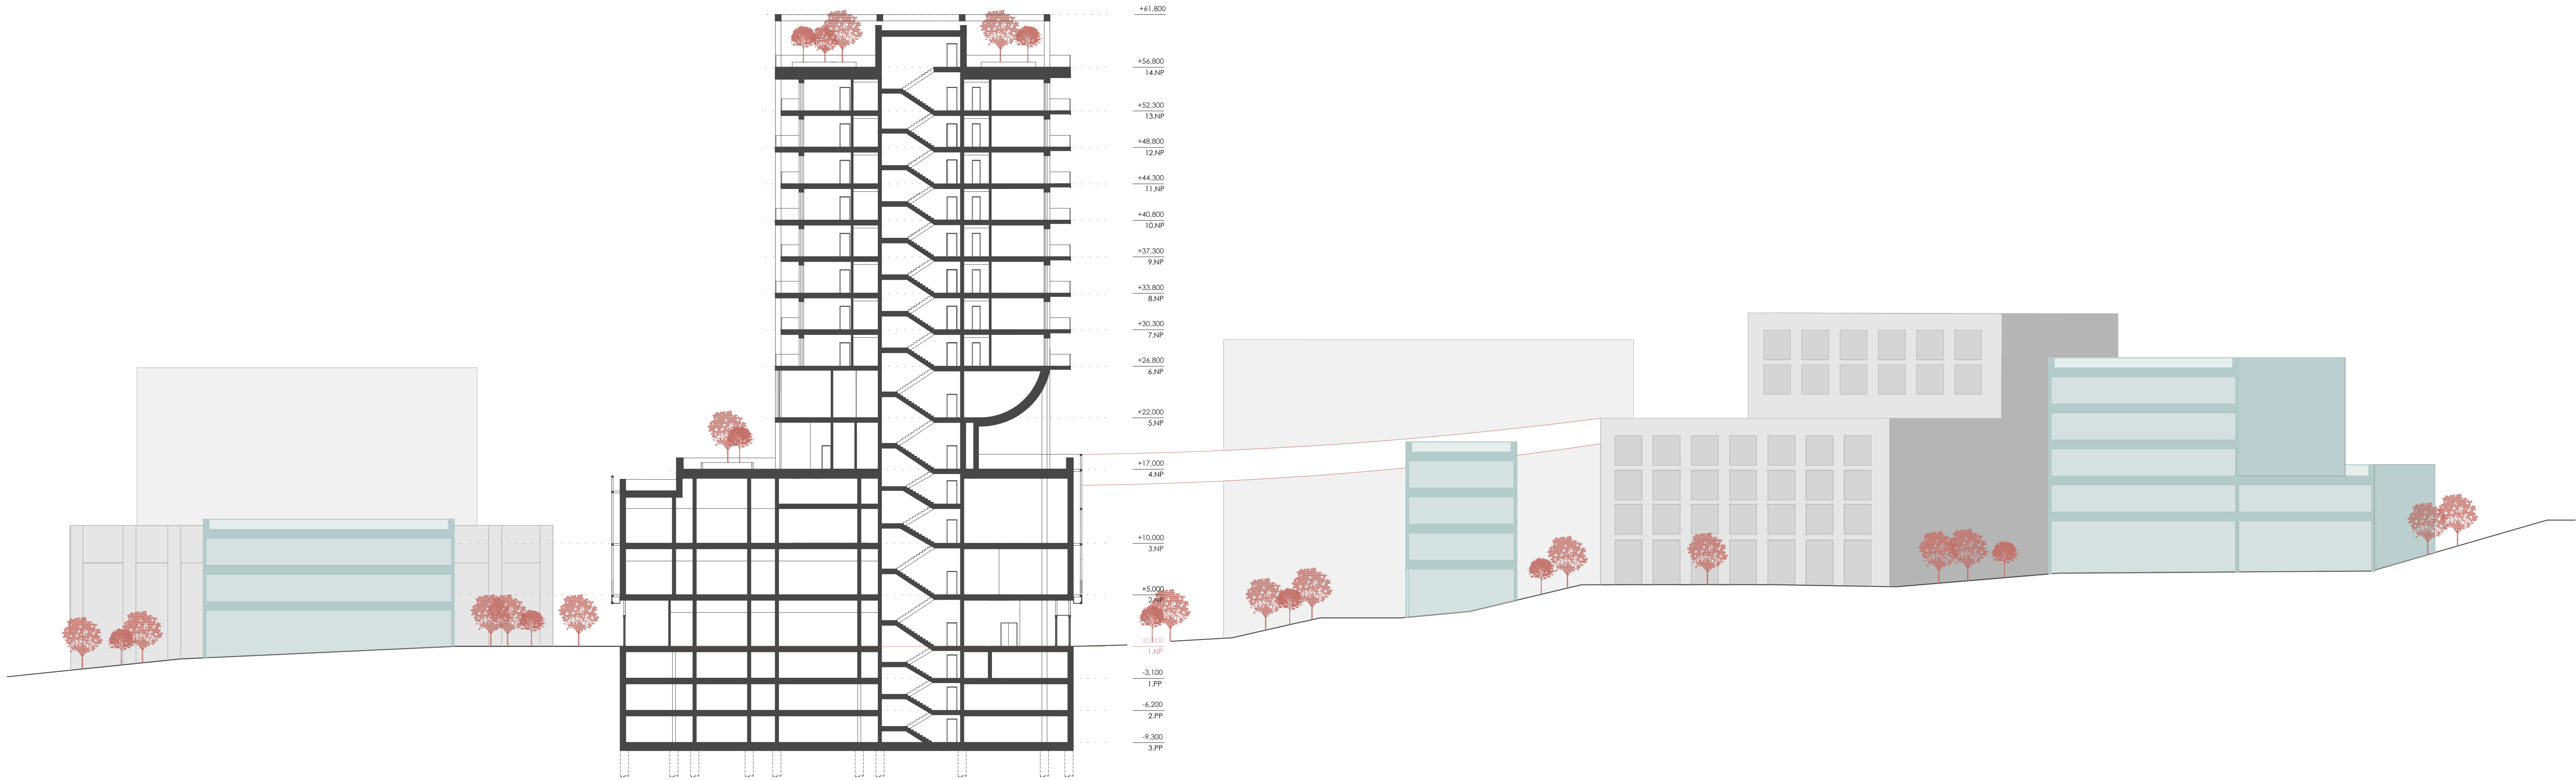 +61,800
+56,800
14.NP
+52,300
13.NP
+48,800
12.NP
+44,300
11.NP
+40,800
10.NP
+37,300
9.NP
+33,800
8.NP
+30,300
7.NP
+26,800
6.NP
+22,000
5.NP
+17,000
4.NP
+10,000
3.NP
+5,000
2.NP
±0,000
1.NP
-3,100
1.PP
-6,200
2.PP
-9,300
3.PP